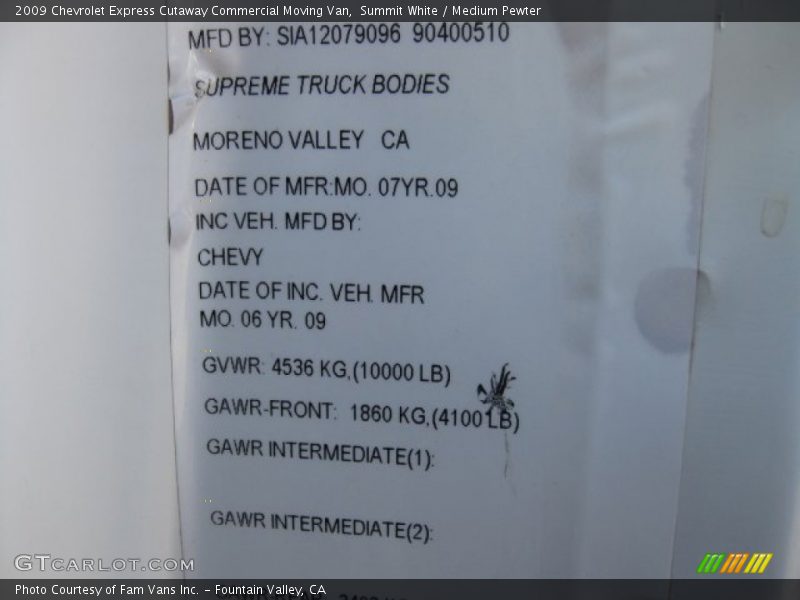 2009 Chevrolet Express Cutaway Commercial Moving Van,  Summit White / Medium Pewter
MFD BY: SIA12079096  90400510
SUPREME TRUCK BODIES
MORENO VALLEY   CA
DATE OF MFR:MO. 07YR.09
INC VEH. MFD BY:
CHEVY
DATE OF INC. VEH. MFR
MO. 06 YR. 09
GVWR: 4536 KG,(10000 LB)
GAWR-FRONT:  1860 KG,(4100 LB)
GAWR INTERMEDIATE(1):
GAWR INTERMEDIATE(2):
GTCARLOT.COM
Photo Courtesy of Fam Vans Inc. – Fountain Valley, CA